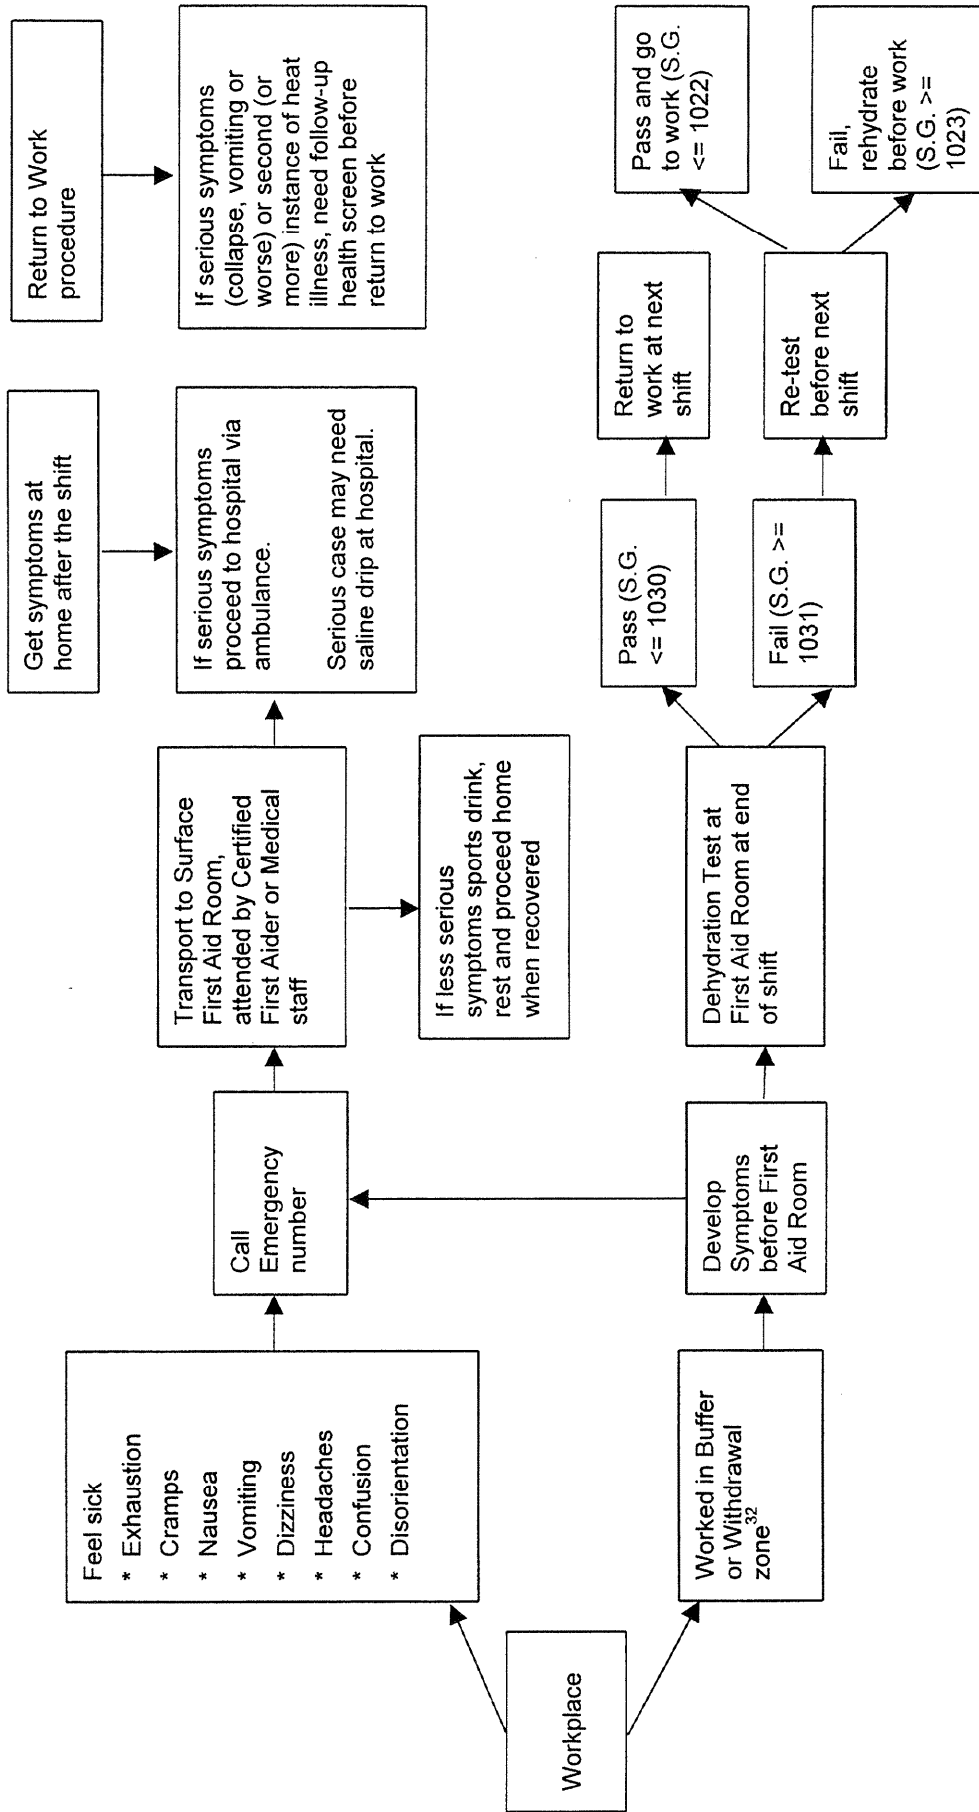 Workplace
Feel sick
* Exhaustion
* Cramps
* Nausea
* Vomiting
* Dizziness
* Headaches
* Confusion
* Disorientation
Call
Emergency
number
Transport to Surface
First Aid Room,
attended by Certified
First Aider or Medical
staff
If less serious
symptoms sports drink,
rest and proceed home
when recovered
Get symptoms at
home after the shift
If serious symptoms
proceed to hospital via
ambulance.
Serious case may need
saline drip at hospital.
Return to Work
procedure
If serious symptoms
(collapse, vomiting or
worse) or second (or
more) instance of heat
illness, need follow-up
health screen before
return to work
Worked in Buffer
or Withdrawal
zone32
Develop
Symptoms
before First
Aid Room
Dehydration Test at
First Aid Room at end
of shift
Pass (S.G.
<= 1030)
Return to
work at next
shift
Fail (S.G. >=
1031)
Re-test
before next
shift
Pass and go
to work (S.G.
<= 1022)
Fail,
rehydrate
before work
(S.G. >=
1023)